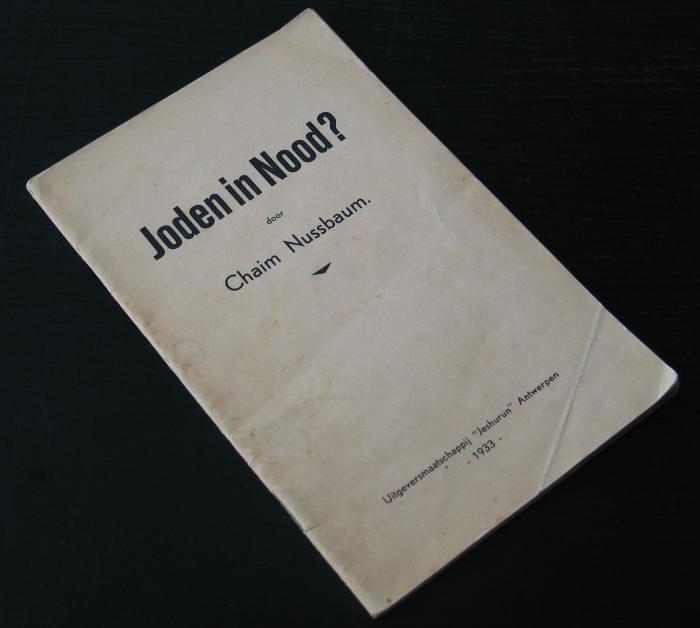 Joden in Nood?
door
Chaim Nussbaum.
Uitgeversmaatschappij "Jeshurun" Antwerpen
- 1933 -